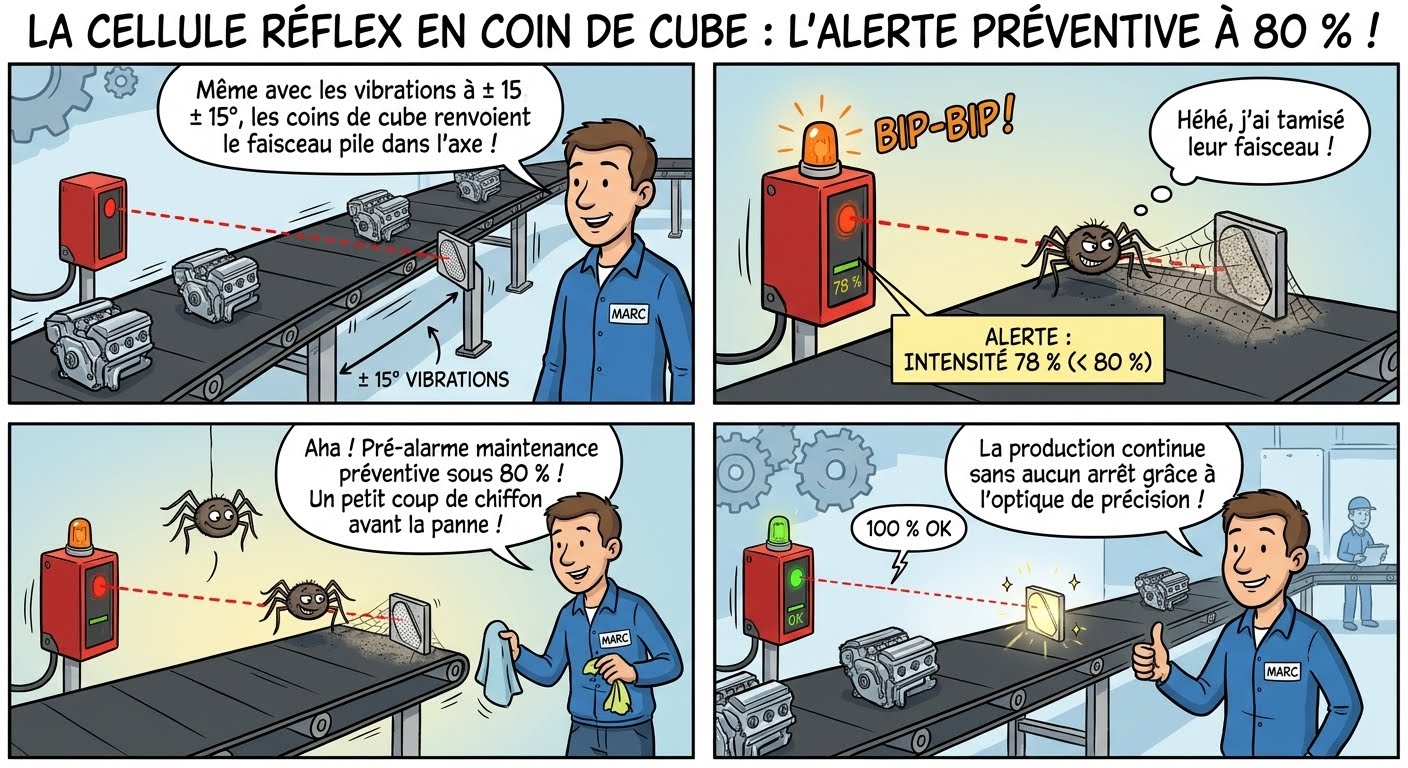 LA CELLULE RÉFLEX EN COIN DE CUBE : L'ALERTE PRÉVENTIVE À 80 % !
Même avec les vibrations à ± 15
± 15°, les coins de cube renvoient
le faisceau pile dans l'axe !
MARC
± 15° VIBRATIONS
BIP-BIP !
Héhé, j'ai tamisé
leur faisceau !
78 %
ALERTE :
INTENSITÉ 78 % (< 80 %)
Aha ! Pré-alarme maintenance
préventive sous 80 % !
Un petit coup de chiffon
avant la panne !
MARC
La production continue
sans aucun arrêt grâce à
l'optique de précision !
100 % OK
OK
MARC